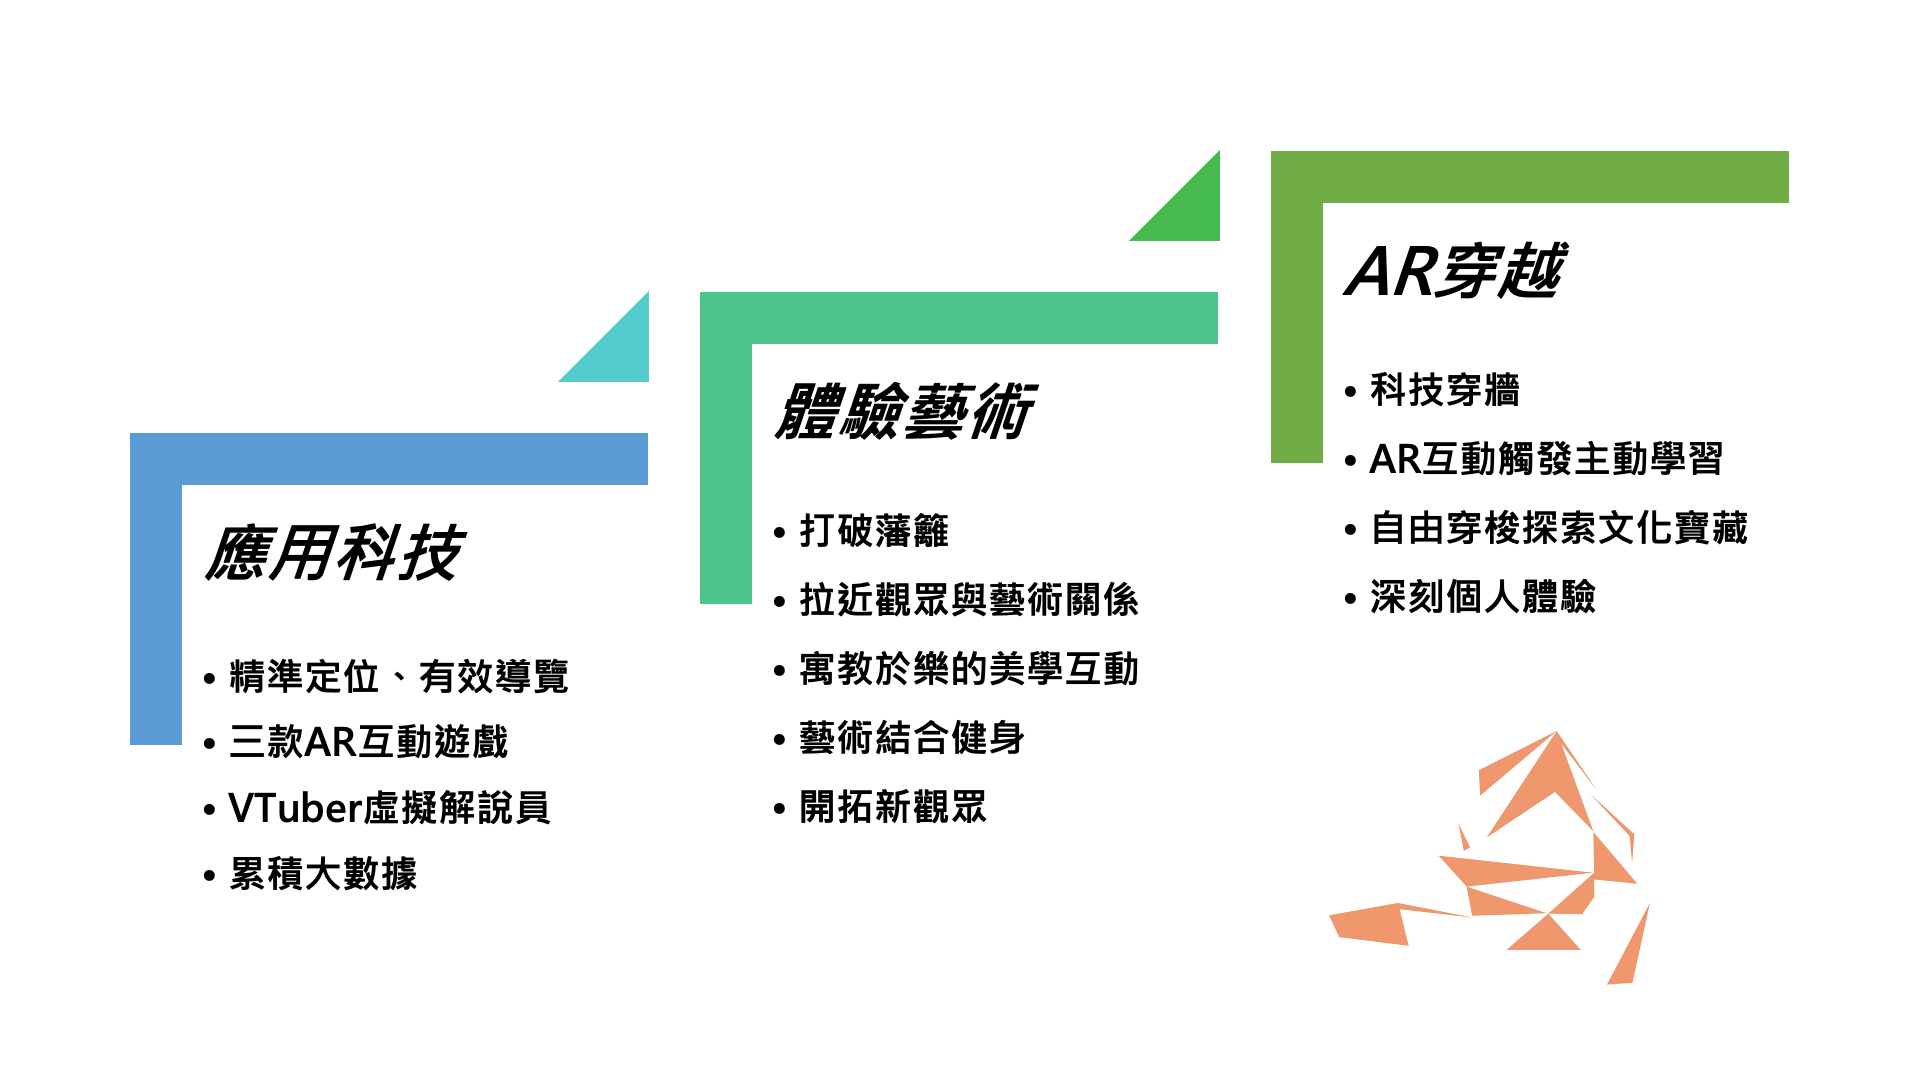 應用科技
• 精準定位、有效導覽
• 三款AR互動遊戲
• VTuber虛擬解說員
• 累積大數據
體驗藝術
• 打破藩籬
• 拉近觀眾與藝術關係
• 寓教於樂的美學互動
• 藝術結合健身
• 開拓新觀眾
AR穿越
• 科技穿牆
• AR互動觸發主動學習
• 自由穿梭探索文化寶藏
• 深刻個人體驗